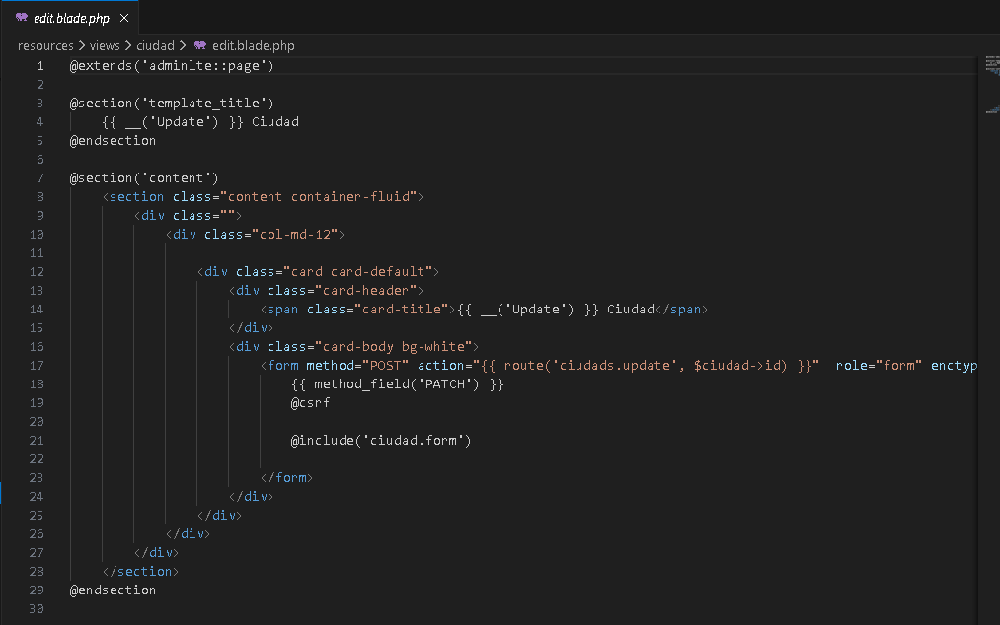 edit.blade.php
resources > views > ciudad > edit.blade.php
1 @extends('adminlte::page')
2
3 @section('template_title')
4 {{ __('Update') }} Ciudad
5 @endsection
6
7 @section('content')
8 <section class="content container-fluid">
9 <div class="">
10 <div class="col-md-12">
11
12 <div class="card card-default">
13 <div class="card-header">
14 <span class="card-title">{{ __('Update') }} Ciudad</span>
15 </div>
16 <div class="card-body bg-white">
17 <form method="POST" action="{{ route('ciudads.update', $ciudad->id) }}"  role="form" enctyp
18 {{ method_field('PATCH') }}
19 @csrf
20
21 @include('ciudad.form')
22
23 </form>
24 </div>
25 </div>
26 </div>
27 </div>
28 </section>
29 @endsection
30